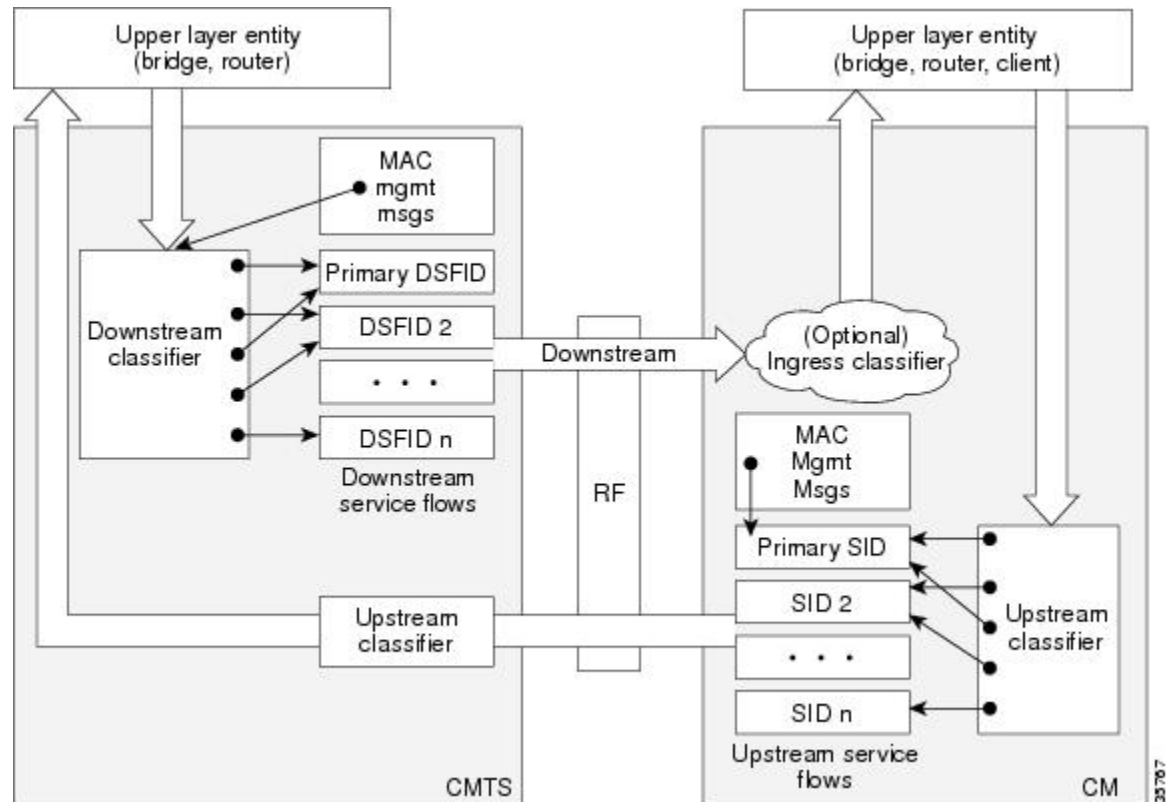 Upper layer entity
(bridge, router)
Upper layer entity
(bridge, router, client)
MAC
mgmt
msgs
Primary DSFID
Downstream
classifier
DSFID 2
. . .
DSFID n
Downstream
service flows
Downstream
RF
(Optional)
Ingress classifier
MAC
Mgmt
Msgs
Primary SID
SID 2
. . .
SID n
Upstream
classifier
Upstream service
flows
Upstream
classifier
CMTS
CM
35767